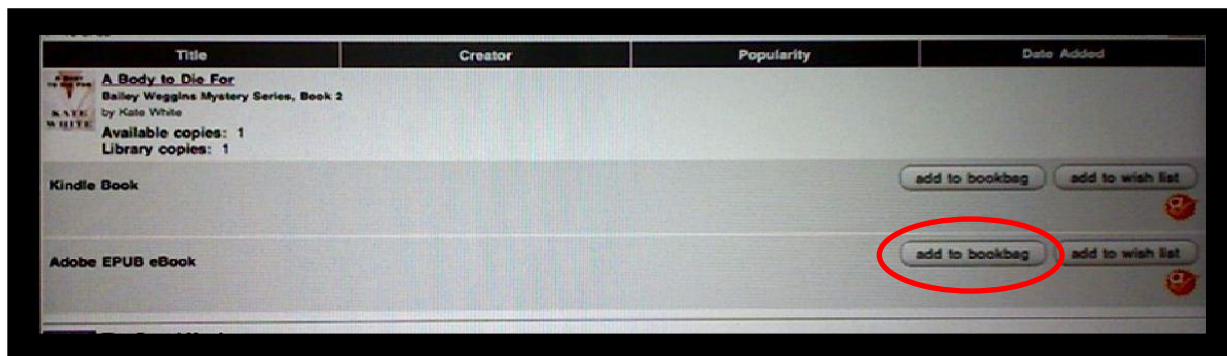 Title Creator Popularity Date Added
A Body to Die For
Bailey Weggins Mystery Series, Book 2
by Kate White
KATE
WHITE
Available copies: 1
Library copies: 1
Kindle Book add to bookbag add to wish list
Adobe EPUB eBook add to bookbag add to wish list